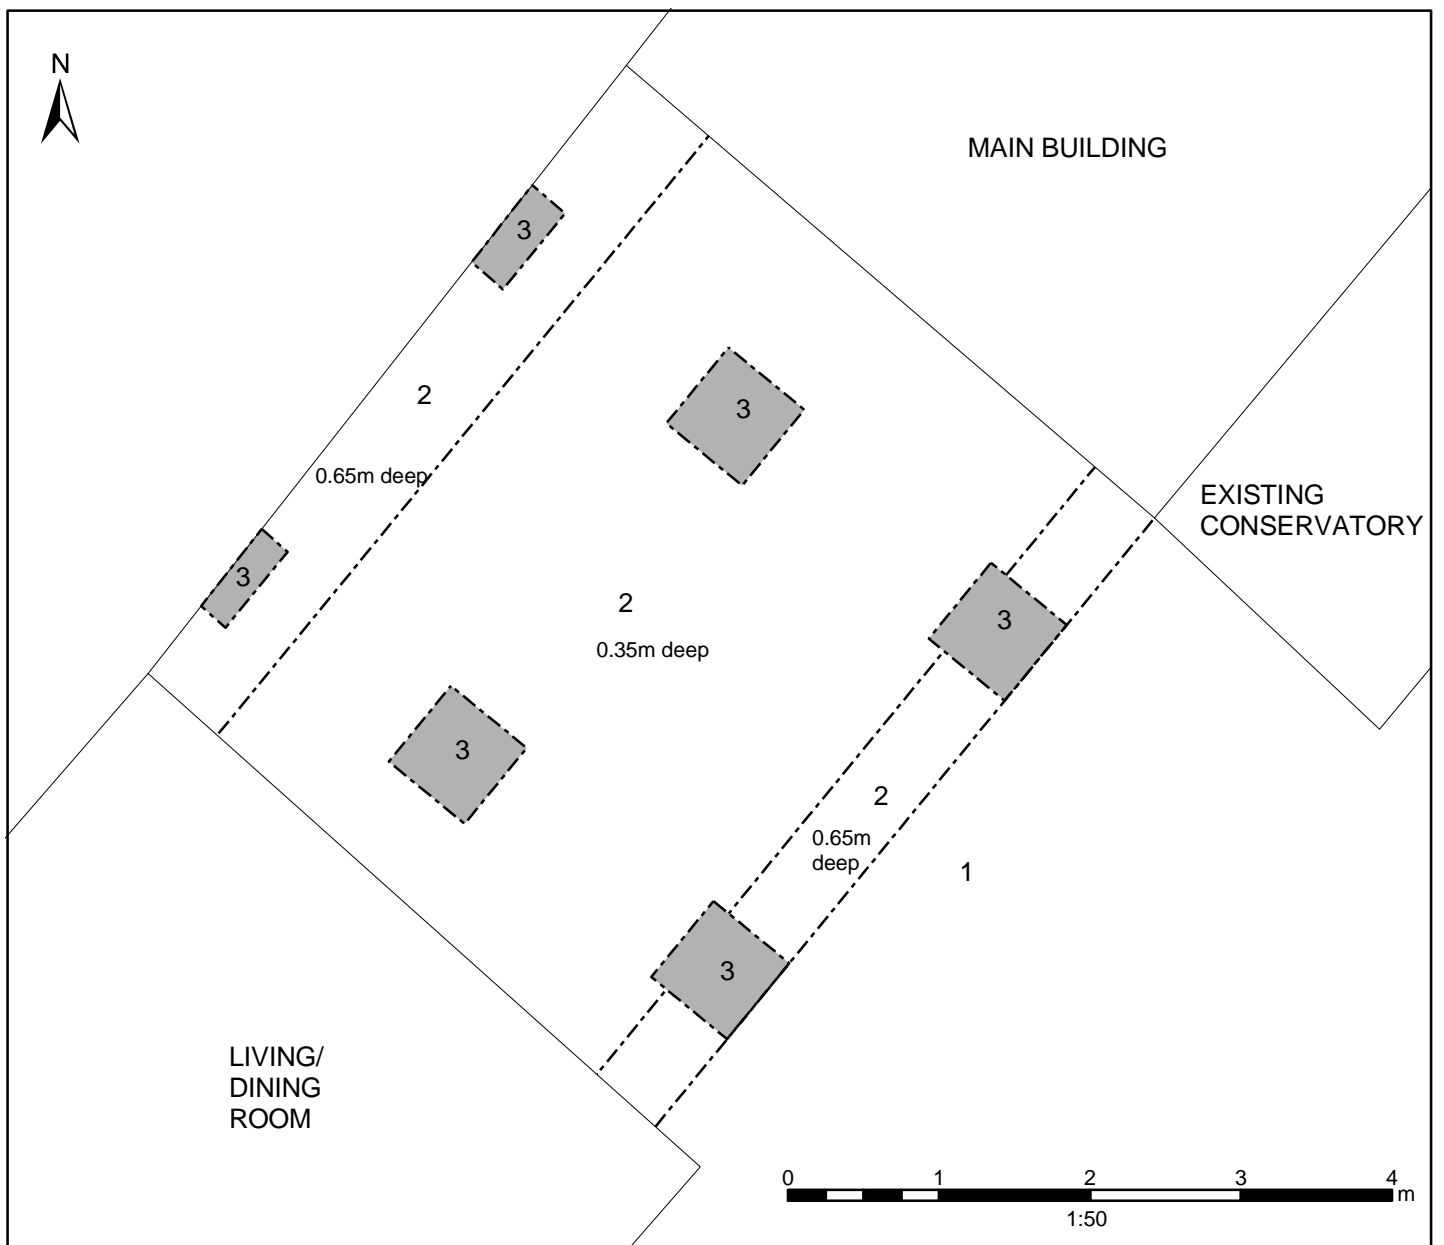 N
MAIN BUILDING
3
2
3
0.65m deep
EXISTING
CONSERVATORY
3
2
3
0.35m deep
3
2
0.65m
deep
1
3
LIVING/
DINING
ROOM
0 1 2 3 4
m
1:50